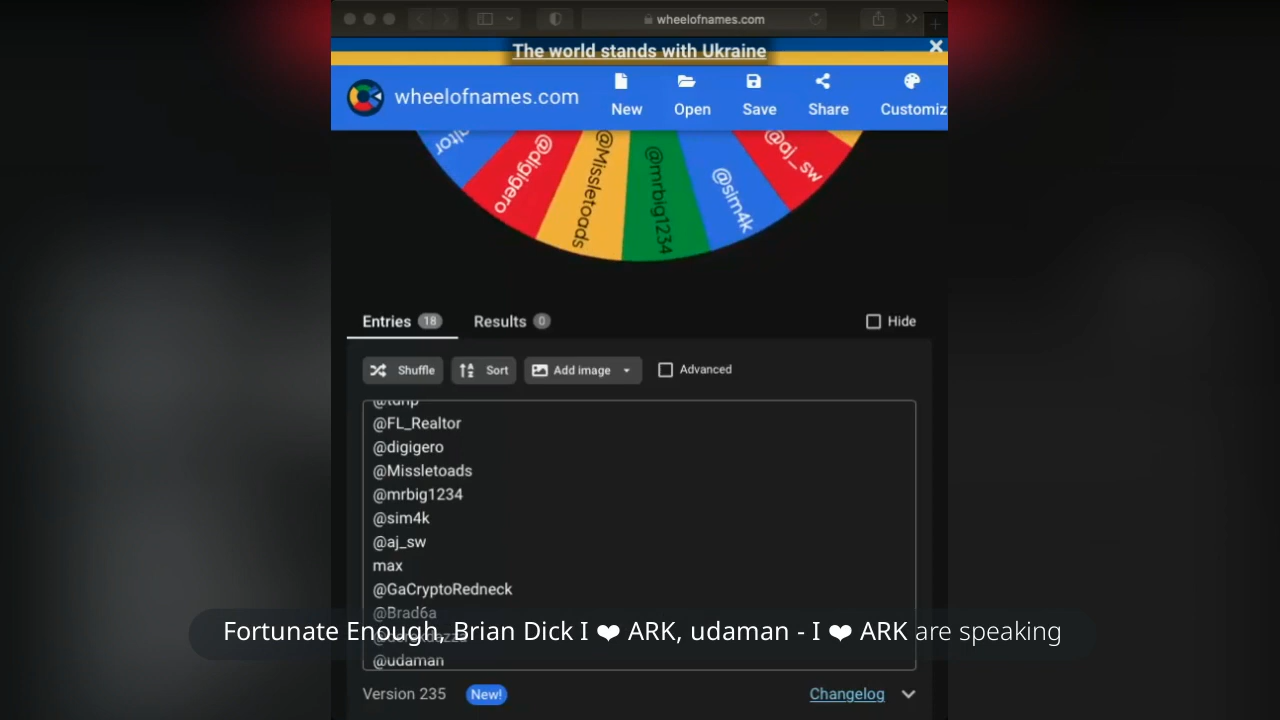 wheelofnames.com
The world stands with Ukraine
wheelofnames.com
New
Open
Save
Share
Customiz
@digigero
@Missletoads
@mrbig1234
@sim4k
@aj_sw
Entries 18
Results 0
Hide
Shuffle
Sort
Add image
Advanced
@FL_Realtor
@digigero
@Missletoads
@mrbig1234
@sim4k
@aj_sw
max
@GaCryptoRedneck
@Brad6a
Fortunate Enough, Brian Dick I ❤ ARK, udaman - I ❤ ARK are speaking
@udaman
Version 235
New!
Changelog